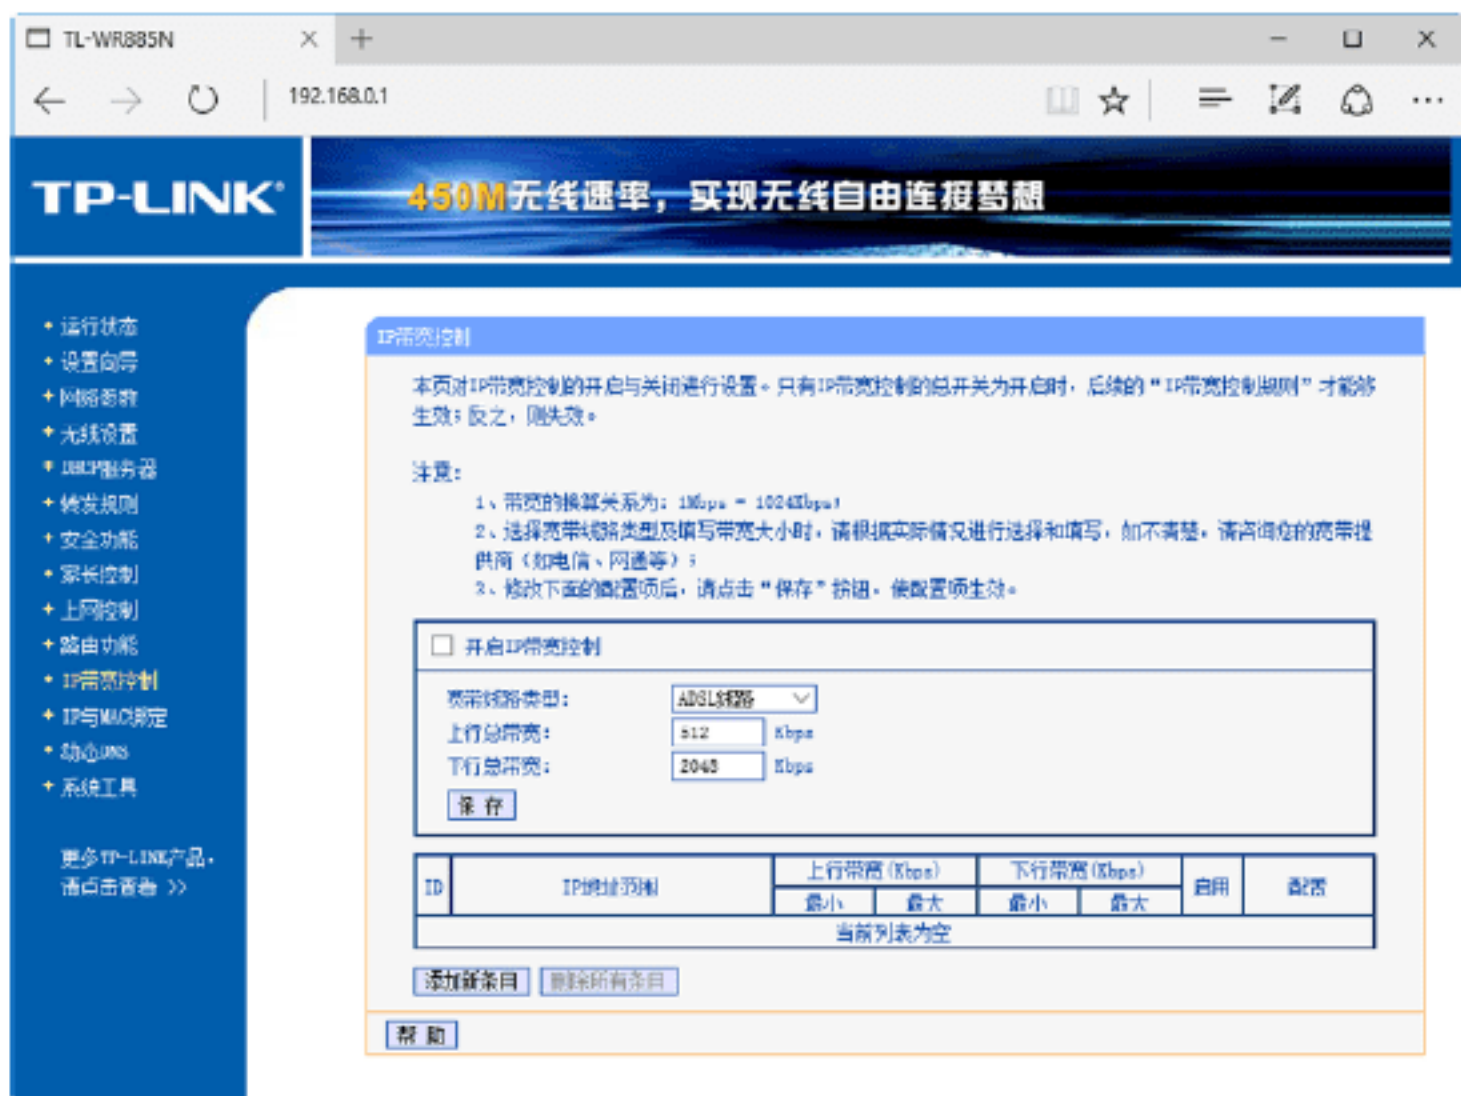 TL-WR885N
192.168.0.1
TP-LINK®
450M无线速率，实现无线自由连接梦想
运行状态
设置向导
网络参数
无线设置
DHCP服务器
转发规则
安全功能
家长控制
上网控制
路由功能
IP带宽控制
IP与MAC绑定
动态DNS
系统工具
更多TP-LINK产品，
请点击查看 >>
IP带宽控制
本页对IP带宽控制的开启与关闭进行设置。只有IP带宽控制的总开关为开启时，后续的“IP带宽控制规则”才能够
生效；反之，则失效。
注意：
1、带宽的换算关系为：1Mbps = 1024Kbps；
2、选择宽带线路类型及填写带宽大小时，请根据实际情况进行选择和填写，如不清楚，请咨询您的宽带提
供商（如电信、网通等）；
3、修改下面的配置项后，请点击“保存”按钮，使配置项生效。
开启IP带宽控制
宽带线路类型： ADSL线路
上行总带宽： 512 Kbps
下行总带宽： 2048 Kbps
保 存
ID IP地址范围 上行带宽(Kbps) 下行带宽(Kbps) 启用 配置
最小 最大 最小 最大
当前列表为空
添加新条目 删除所有条目
帮 助